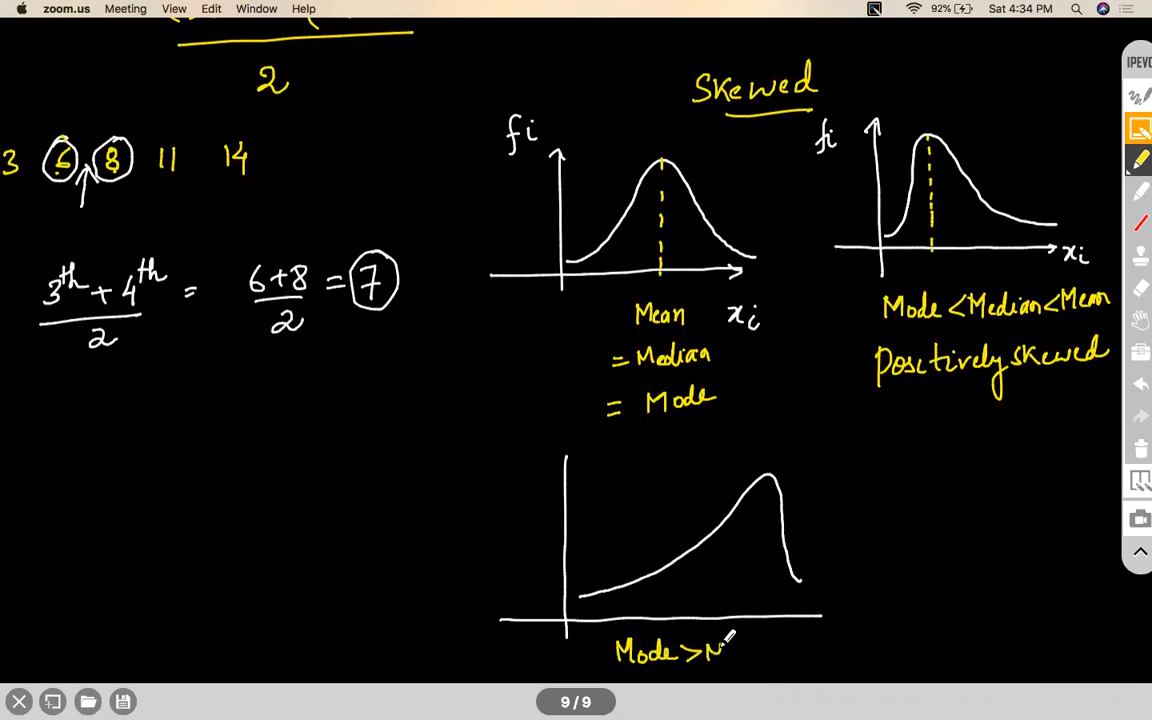 zoom.us Meeting View Edit Window Help
92% Sat 4:34 PM
IPEVO
2
3 6 8 11 14
3th + 4th / 2 = 6+8 / 2 = 7
Skewed
fi
xi
Mean
= Median
= Mode
fi
xi
Mode < Median < Mean
Positively skewed
Mode >
9 / 9